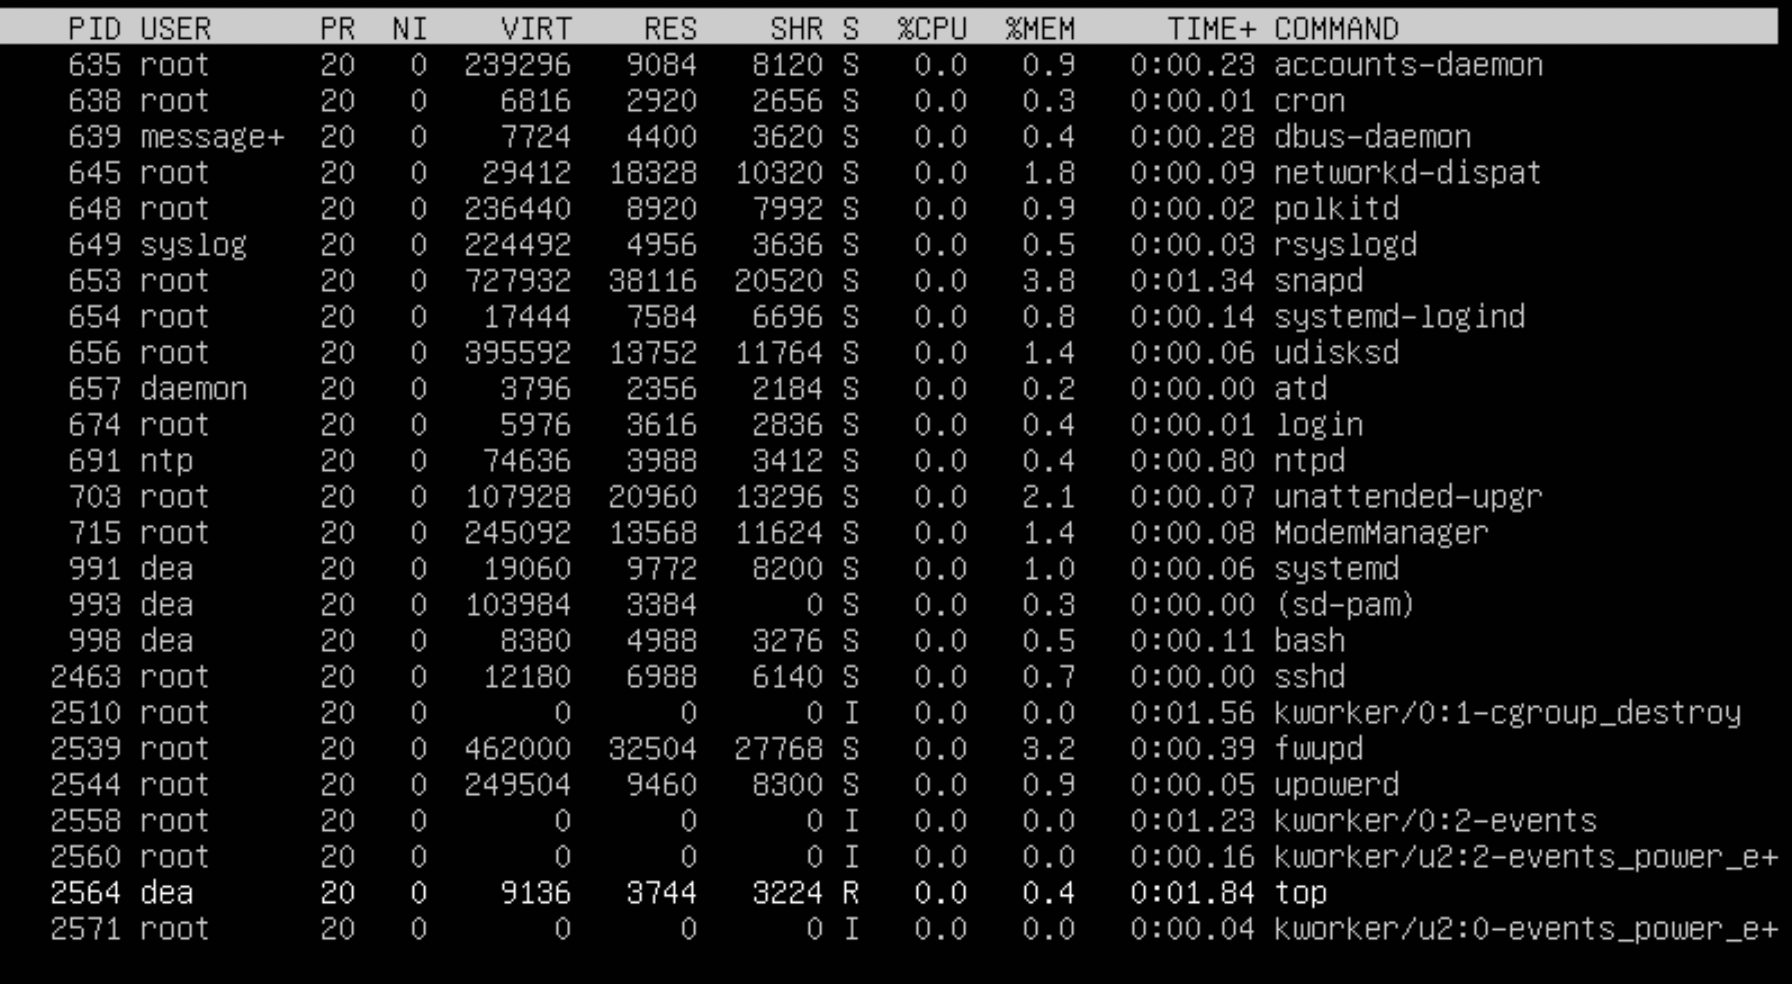 PID USER PR NI VIRT RES SHR S %CPU %MEM TIME+ COMMAND
635 root 20 0 239296 9084 8120 S 0.0 0.9 0:00.23 accounts-daemon
638 root 20 0 6816 2920 2656 S 0.0 0.3 0:00.01 cron
639 message+ 20 0 7724 4400 3620 S 0.0 0.4 0:00.28 dbus-daemon
645 root 20 0 29412 18328 10320 S 0.0 1.8 0:00.09 networkd-dispat
648 root 20 0 236440 8920 7992 S 0.0 0.9 0:00.02 polkitd
649 syslog 20 0 224492 4956 3636 S 0.0 0.5 0:00.03 rsyslogd
653 root 20 0 727932 38116 20520 S 0.0 3.8 0:01.34 snapd
654 root 20 0 17444 7584 6696 S 0.0 0.8 0:00.14 systemd-logind
656 root 20 0 395592 13752 11764 S 0.0 1.4 0:00.06 udisksd
657 daemon 20 0 3796 2356 2184 S 0.0 0.2 0:00.00 atd
674 root 20 0 5976 3616 2836 S 0.0 0.4 0:00.01 login
691 ntp 20 0 74636 3988 3412 S 0.0 0.4 0:00.80 ntpd
703 root 20 0 107928 20960 13296 S 0.0 2.1 0:00.07 unattended-upgr
715 root 20 0 245092 13568 11624 S 0.0 1.4 0:00.08 ModemManager
991 dea 20 0 19060 9772 8200 S 0.0 1.0 0:00.06 systemd
993 dea 20 0 103984 3384 0 S 0.0 0.3 0:00.00 (sd-pam)
998 dea 20 0 8380 4988 3276 S 0.0 0.5 0:00.11 bash
2463 root 20 0 12180 6988 6140 S 0.0 0.7 0:00.00 sshd
2510 root 20 0 0 0 0 I 0.0 0.0 0:01.56 kworker/0:1-cgroup_destroy
2539 root 20 0 462000 32504 27768 S 0.0 3.2 0:00.39 fwupd
2544 root 20 0 249504 9460 8300 S 0.0 0.9 0:00.05 upowerd
2558 root 20 0 0 0 0 I 0.0 0.0 0:01.23 kworker/0:2-events
2560 root 20 0 0 0 0 I 0.0 0.0 0:00.16 kworker/u2:2-events_power_e+
2564 dea 20 0 9136 3744 3224 R 0.0 0.4 0:01.84 top
2571 root 20 0 0 0 0 I 0.0 0.0 0:00.04 kworker/u2:0-events_power_e+